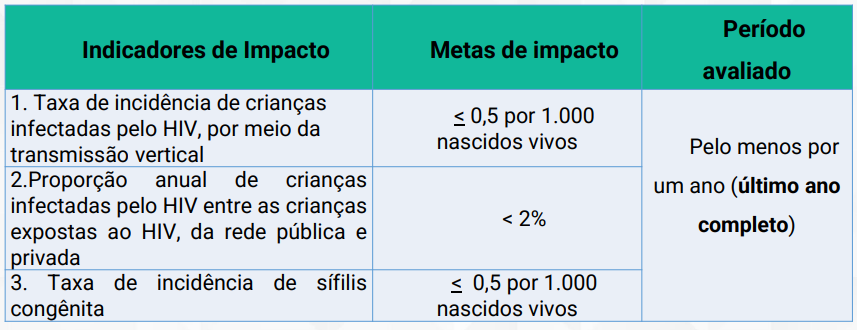 Indicadores de Impacto
Metas de impacto
Período
avaliado
1. Taxa de incidência de crianças
infectadas pelo HIV, por meio da
transmissão vertical
≤ 0,5 por 1.000
nascidos vivos
Pelo menos por
um ano (último ano
completo)
2.Proporção anual de crianças
infectadas pelo HIV entre as crianças
expostas ao HIV, da rede pública e
privada
< 2%
3. Taxa de incidência de sífilis
congênita
≤ 0,5 por 1.000
nascidos vivos